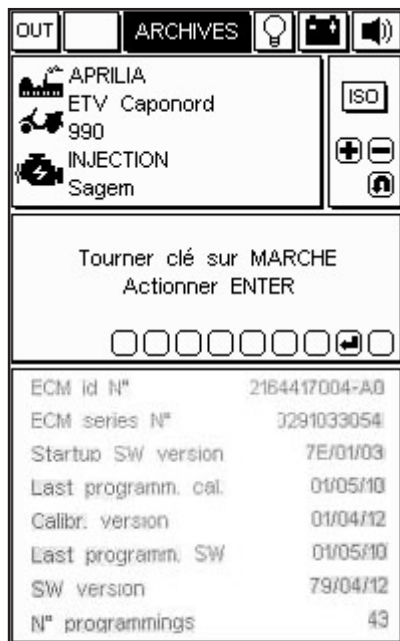 OUT ARCHIVES
APRILIA
ETV Caponord
990
INJECTION
Sagem
ISO
Tourner clé sur MARCHE
Actionner ENTER
ECM id N° 2164417004-A0
ECM series N° 0291033054
Startup SW version 7E/01/03
Last programm. cal. 01/05/10
Calibr. version 01/04/12
Last programm. SW 01/05/10
SW version 79/04/12
N° programmings 43